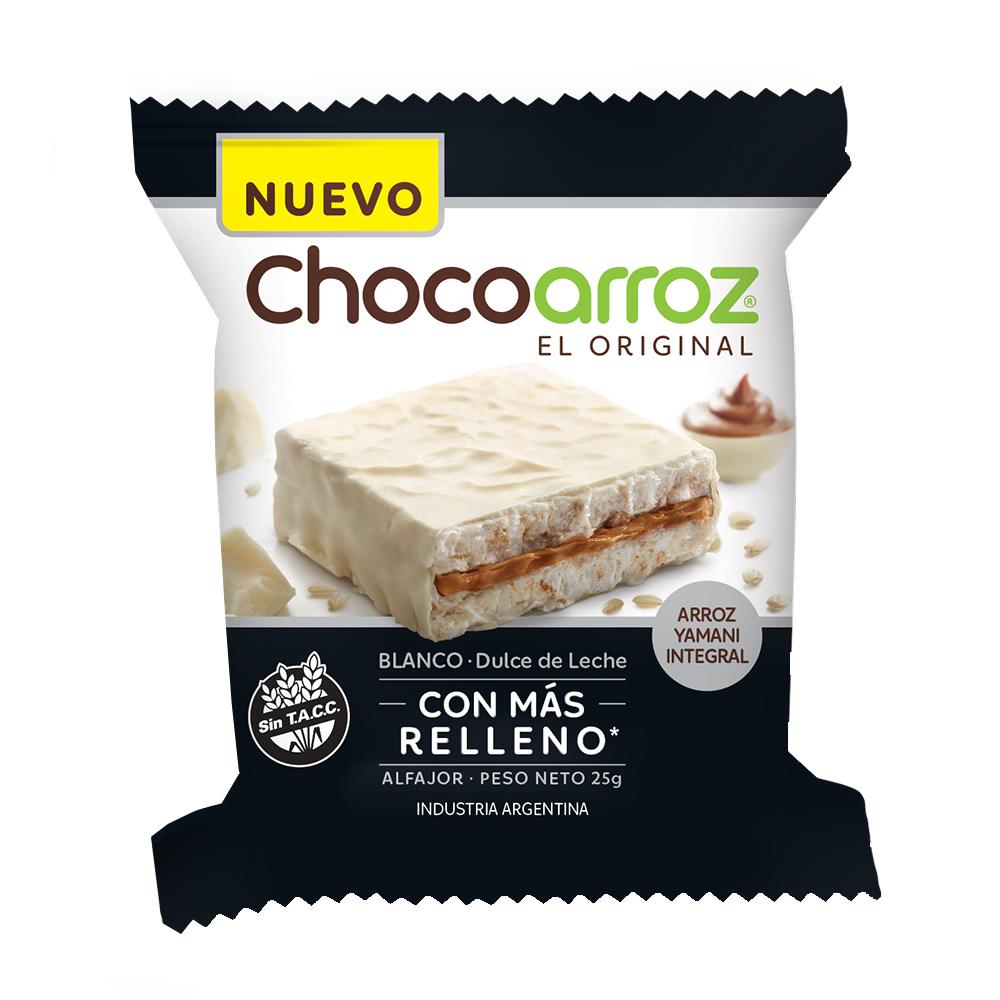 NUEVO
Chocoarroz®
EL ORIGINAL
ARROZ
YAMANI
INTEGRAL
BLANCO · Dulce de Leche
CON MÁS
RELLENO*
ALFAJOR · PESO NETO 25g
INDUSTRIA ARGENTINA
Sin T.A.C.C.